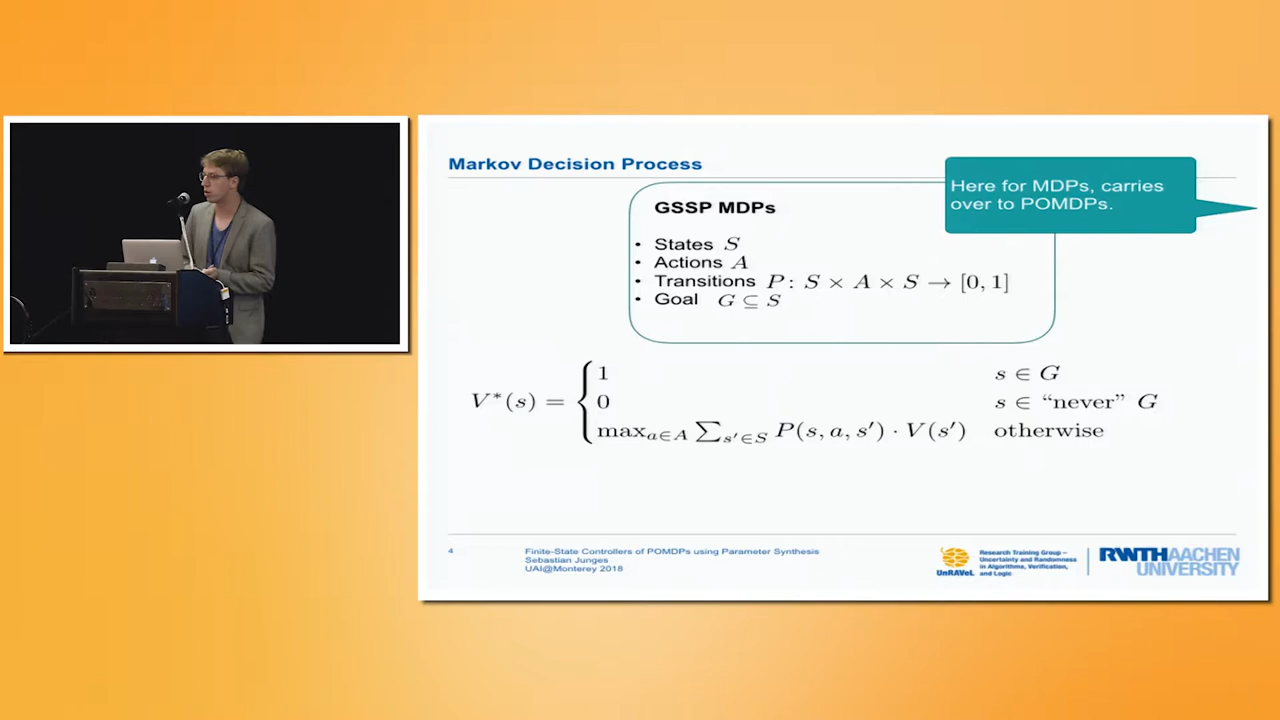 Markov Decision Process
Here for MDPs, carries
over to POMDPs.
GSSP MDPs
• States S
• Actions A
• Transitions P : S × A × S → [0, 1]
• Goal G ⊆ S
V*(s) = { 1 s ∈ G
0 s ∈ “never” G
max_{a∈A} ∑_{s′∈S} P(s, a, s′) · V(s′) otherwise
4
Finite-State Controllers of POMDPs using Parameter Synthesis
Sebastian Junges
UAI@Monterey 2018
UnRAVeL
Research Training Group –
Uncertainty and Randomness
in Algorithms, Verification,
and Logic
RWTHAACHEN
UNIVERSITY